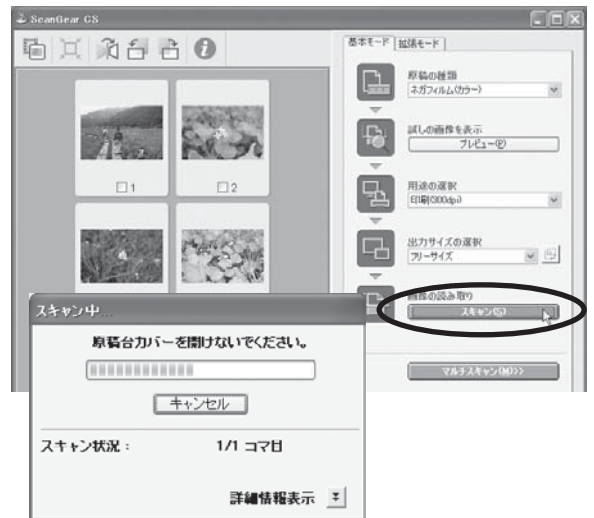 ScanGear CS
基本モード
拡張モード
原稿の種類
ネガフィルム(カラー)
試しの画像を表示
プレビュー(P)
1
2
用途の選択
印刷(300dpi)
出力サイズの選択
フリーサイズ
画像の読み取り
スキャン(S)
マルチスキャン(M)>>
スキャン中...
原稿台カバーを開けないでください。
キャンセル
スキャン状況：
1/1 コマ目
詳細情報表示